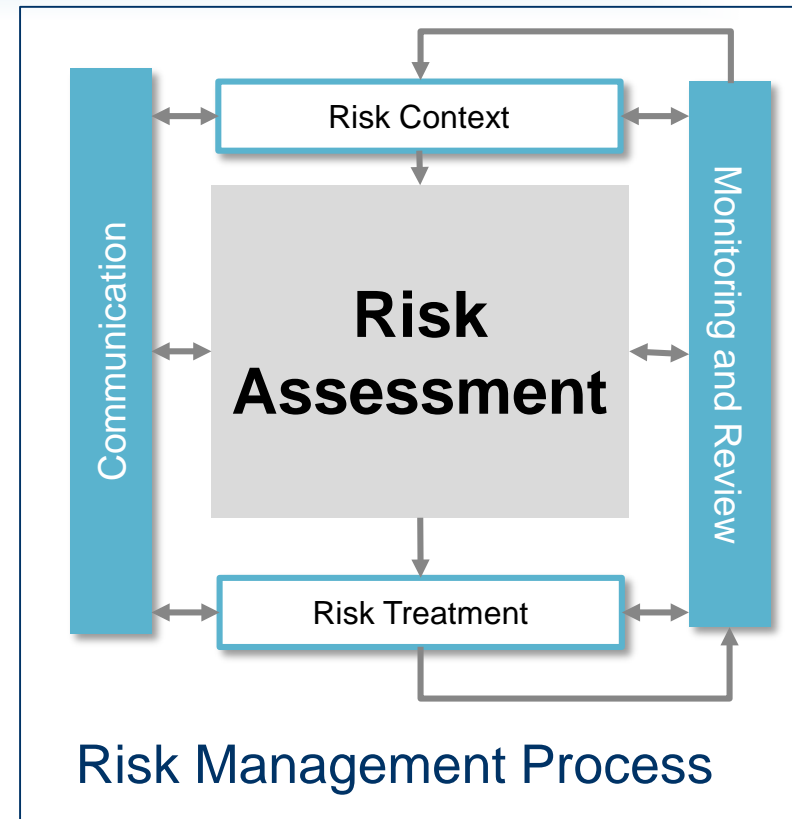 Risk Context
Communication
Risk
Assessment
Monitoring and Review
Risk Treatment
Risk Management Process